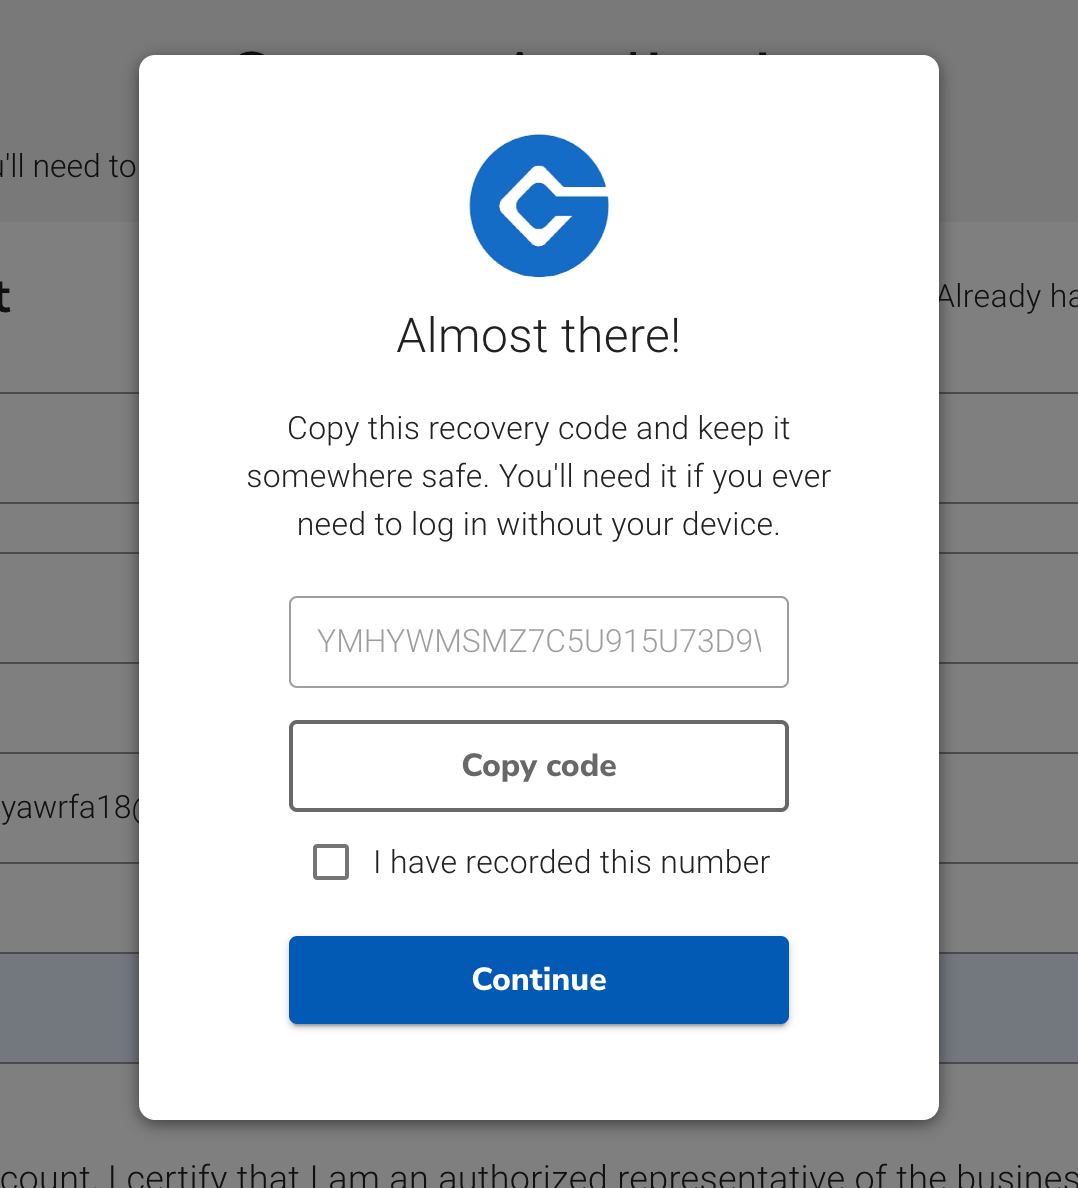 'll need to
t
Already ha
Almost there!
Copy this recovery code and keep it
somewhere safe. You'll need it if you ever
need to log in without your device.
YMHYWMSMZ7C5U915U73D9
Copy code
yawrfa18
I have recorded this number
Continue
count, I certify that I am an authorized representative of the busines